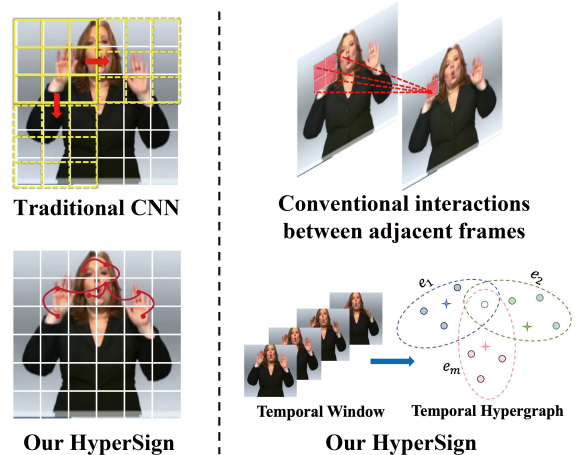 Traditional CNN
Our HyperSign
Conventional interactions
between adjacent frames
e₁
e₂
eₘ
Temporal Window
Temporal Hypergraph
Our HyperSign